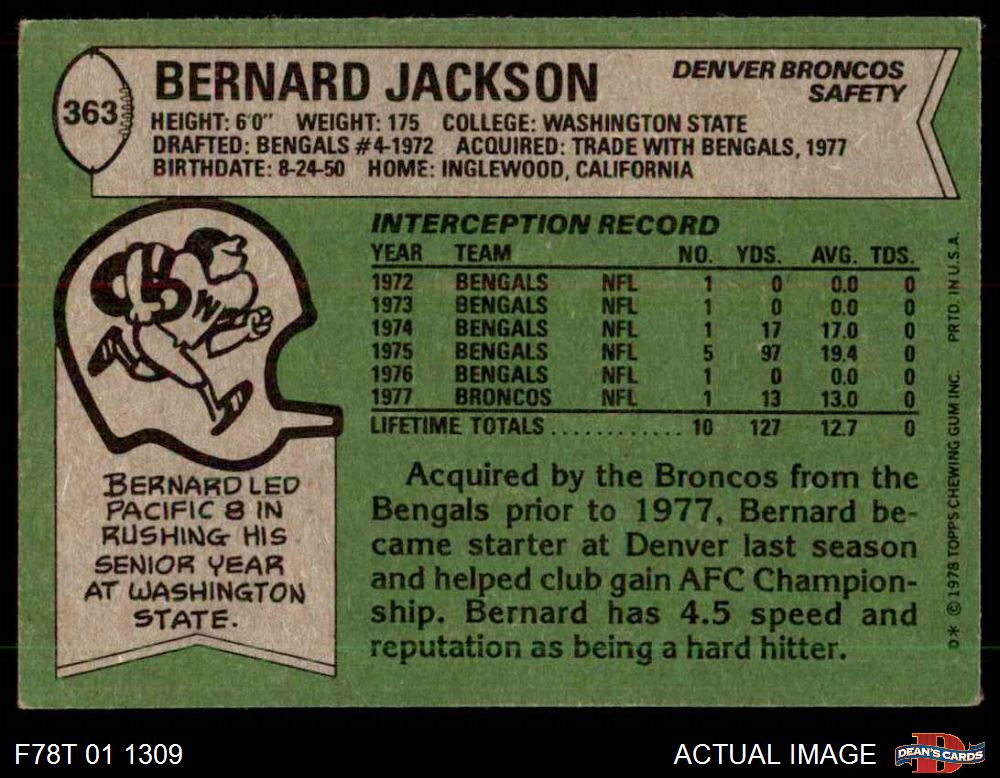 363
BERNARD JACKSON
DENVER BRONCOS
SAFETY
HEIGHT: 6'0" WEIGHT: 175 COLLEGE: WASHINGTON STATE
DRAFTED: BENGALS #4-1972 ACQUIRED: TRADE WITH BENGALS, 1977
BIRTHDATE: 8-24-50 HOME: INGLEWOOD, CALIFORNIA
W
BERNARD LED
PACIFIC 8 IN
RUSHING HIS
SENIOR YEAR
AT WASHINGTON
STATE.
INTERCEPTION RECORD
YEAR TEAM NO. YDS. AVG. TDS.
1972 BENGALS NFL 1 0 0.0 0
1973 BENGALS NFL 1 0 0.0 0
1974 BENGALS NFL 1 17 17.0 0
1975 BENGALS NFL 5 97 19.4 0
1976 BENGALS NFL 1 0 0.0 0
1977 BRONCOS NFL 1 13 13.0 0
LIFETIME TOTALS............ 10 127 12.7 0
Acquired by the Broncos from the
Bengals prior to 1977, Bernard be-
came starter at Denver last season
and helped club gain AFC Champion-
ship. Bernard has 4.5 speed and
reputation as being a hard hitter.
D* © 1978 TOPPS CHEWING GUM INC. PRTD. IN U.S.A.
F78T 01 1309
ACTUAL IMAGE
D
DEAN'S CARDS